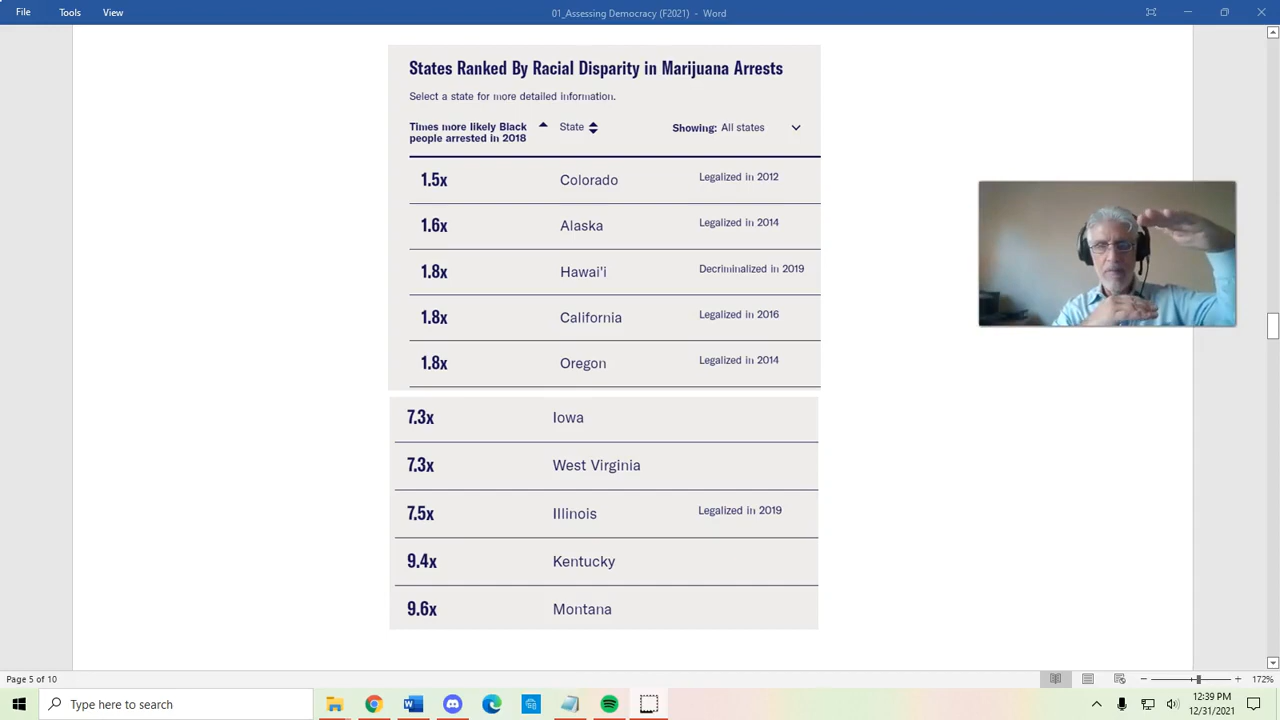 File Tools View 01_Assessing Democracy (F2021) - Word
States Ranked By Racial Disparity in Marijuana Arrests
Select a state for more detailed information.
Times more likely Black
people arrested in 2018
State
Showing: All states
1.5x Colorado Legalized in 2012
1.6x Alaska Legalized in 2014
1.8x Hawai'i Decriminalized in 2019
1.8x California Legalized in 2016
1.8x Oregon Legalized in 2014
7.3x Iowa
7.3x West Virginia
7.5x Illinois Legalized in 2019
9.4x Kentucky
9.6x Montana
Page 5 of 10 172%
Type here to search
12:39 PM
12/31/2021